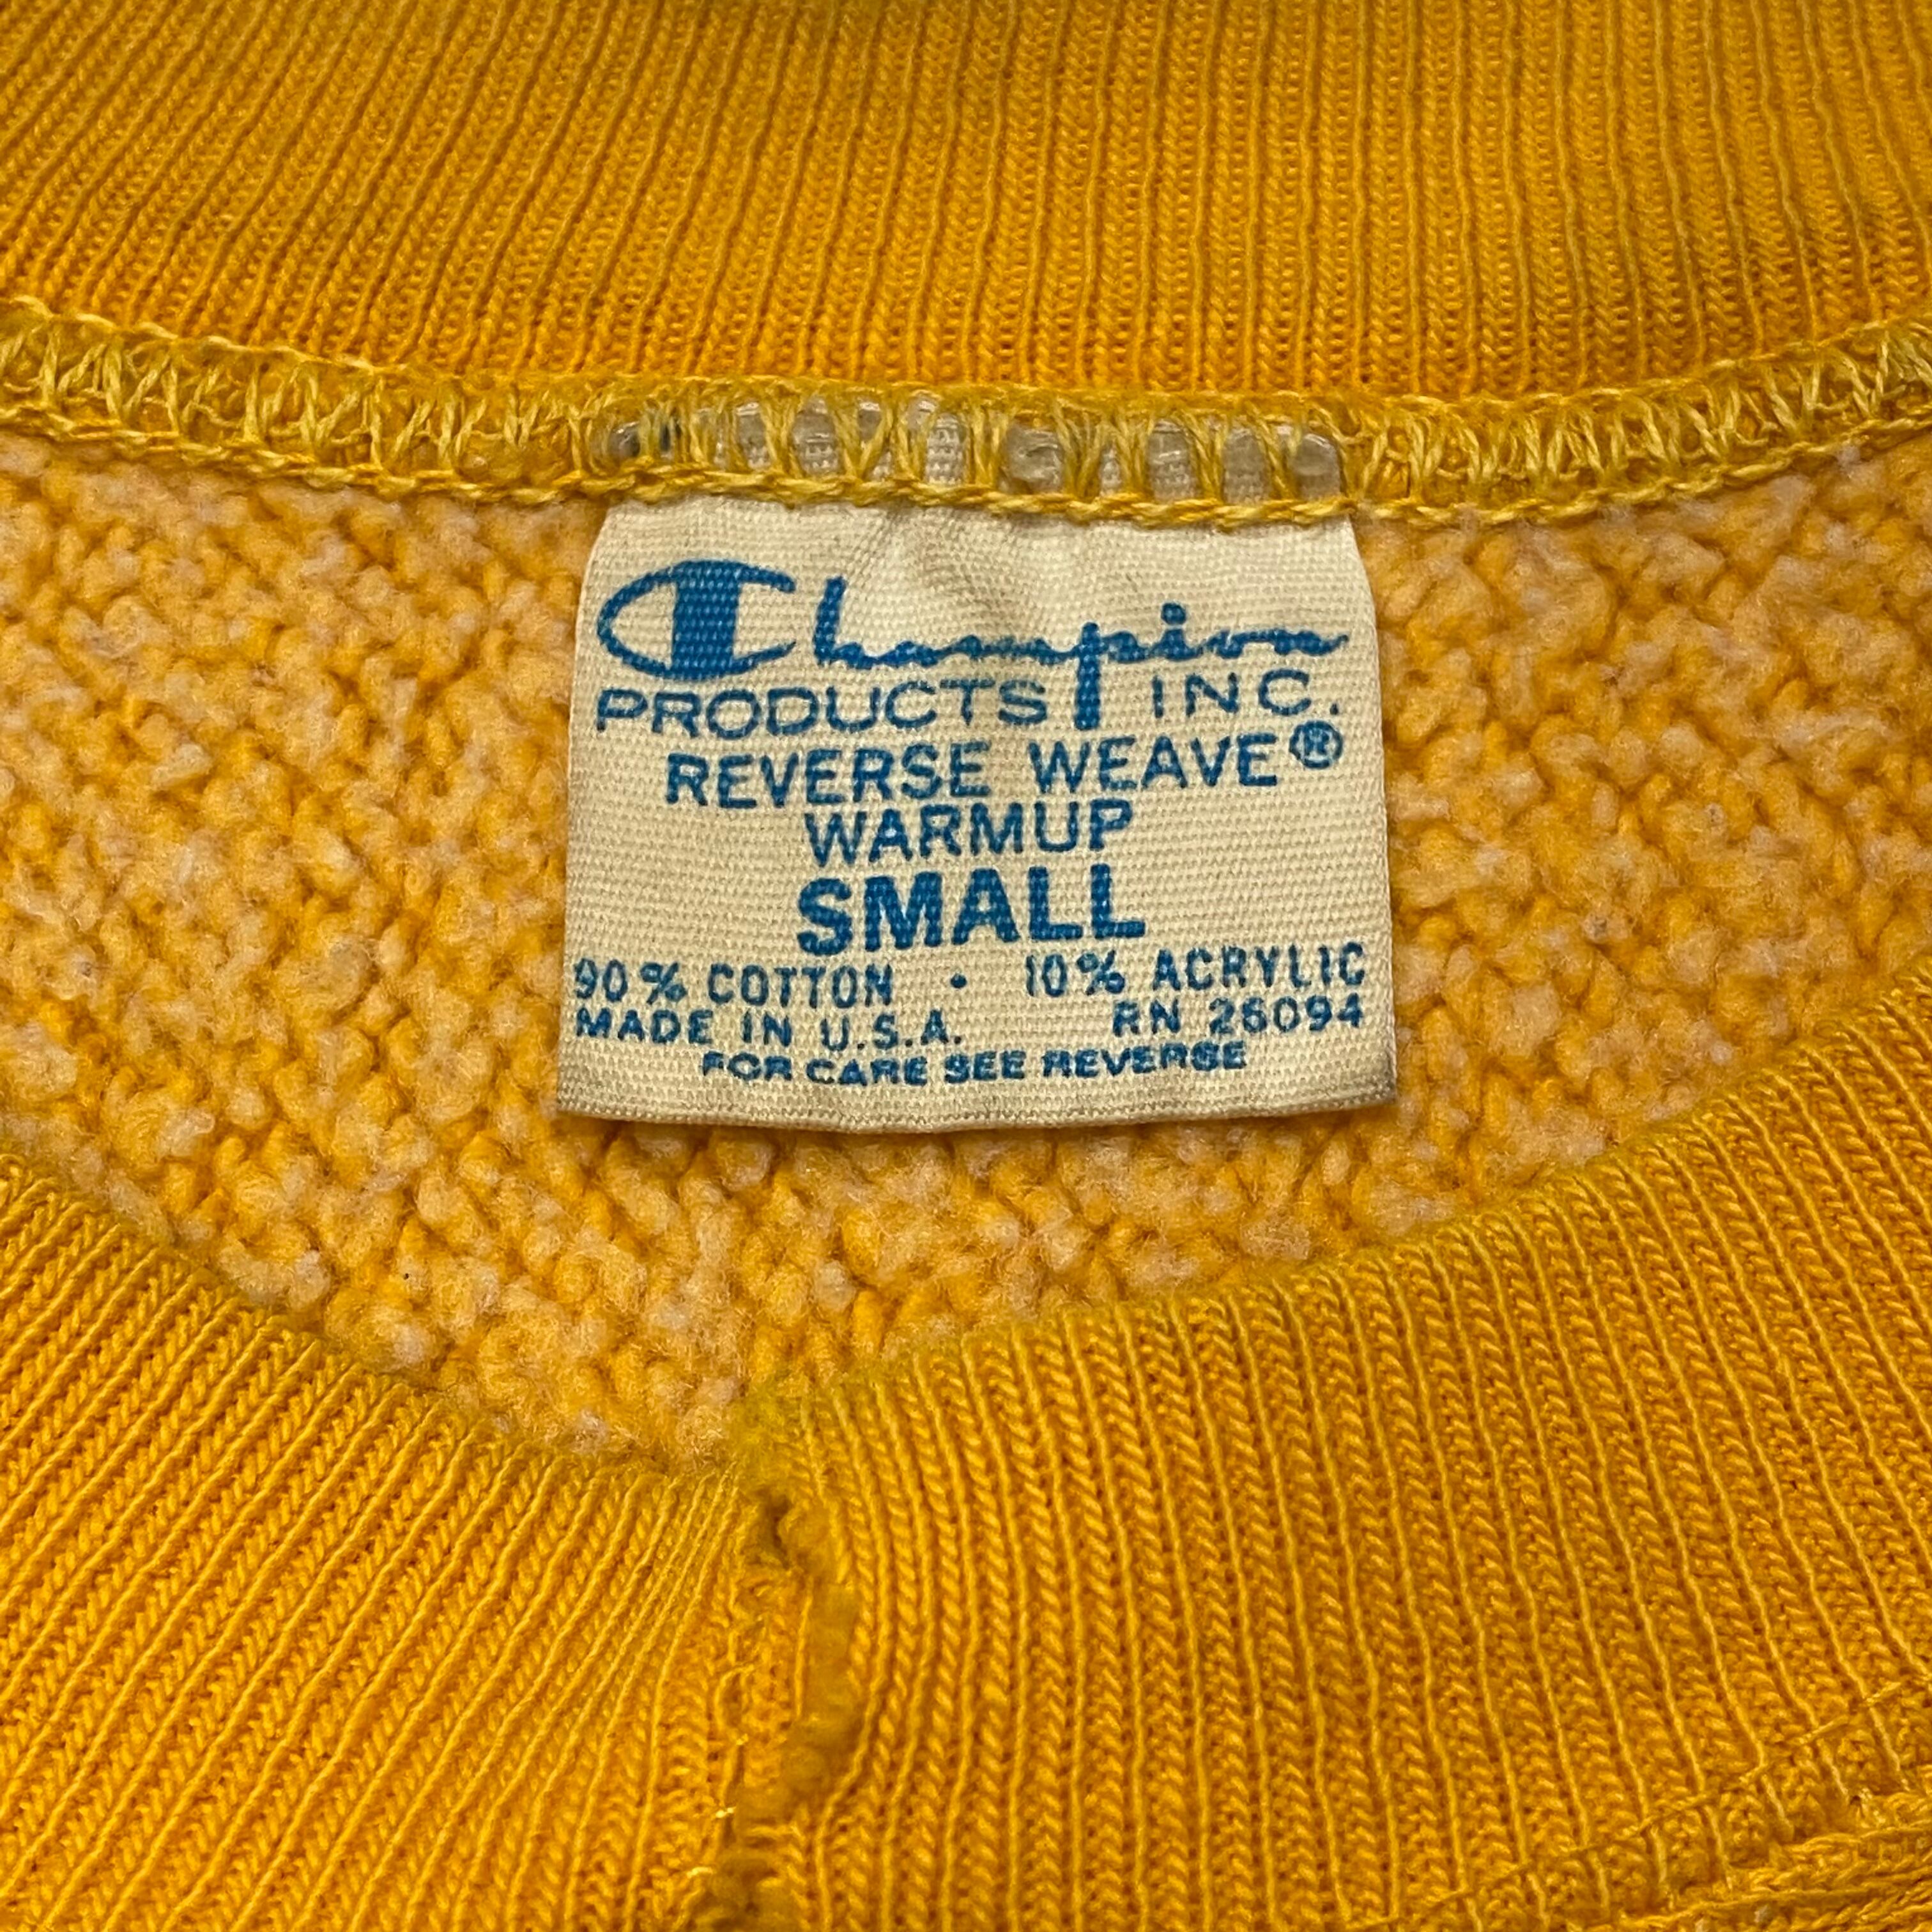 Champion
PRODUCTS INC.
REVERSE WEAVE®
WARMUP
SMALL
90% COTTON • 10% ACRYLIC
MADE IN U.S.A. RN 26094
FOR CARE SEE REVERSE